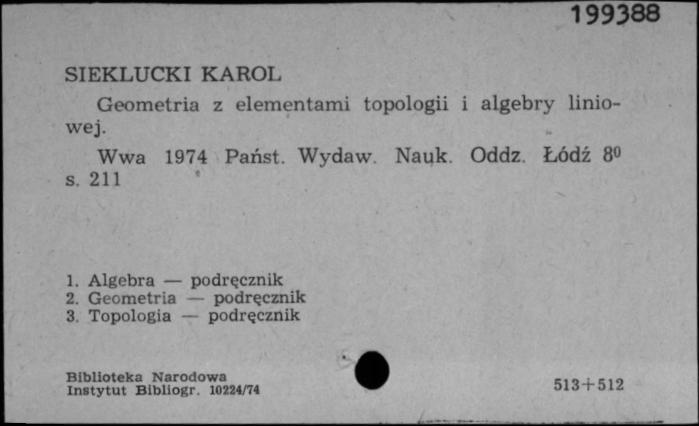 199388
SIEKLUCKI KAROL
Geometria z elementami topologii i algebry linio-
wej.
Wwa 1974 Państ. Wydaw. Nauk. Oddz. Łódź 8⁰
s. 211
1. Algebra — podręcznik
2. Geometria — podręcznik
3. Topologia — podręcznik
Biblioteka Narodowa
Instytut Bibliogr. 10224/74
513+512